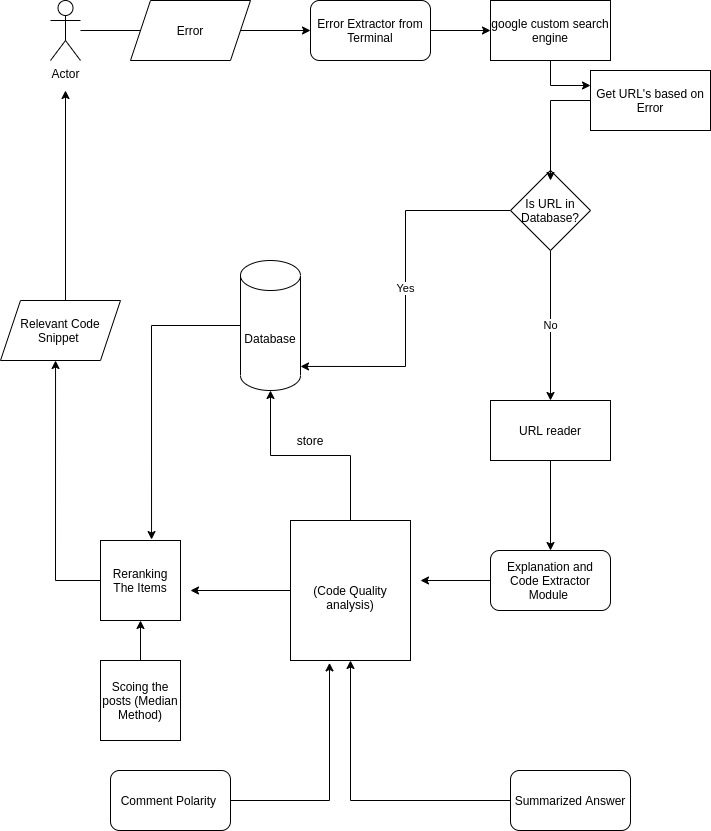 Error
Error Extractor from
Terminal
google custom search
engine
Actor
Get URL's based on
Error
Is URL in
Database?
Yes
Relevant Code
Snippet
Database
No
URL reader
store
Reranking
The Items
(Code Quality
analysis)
Explanation and
Code Extractor
Module
Scoing the
posts (Median
Method)
Comment Polarity
Summarized Answer